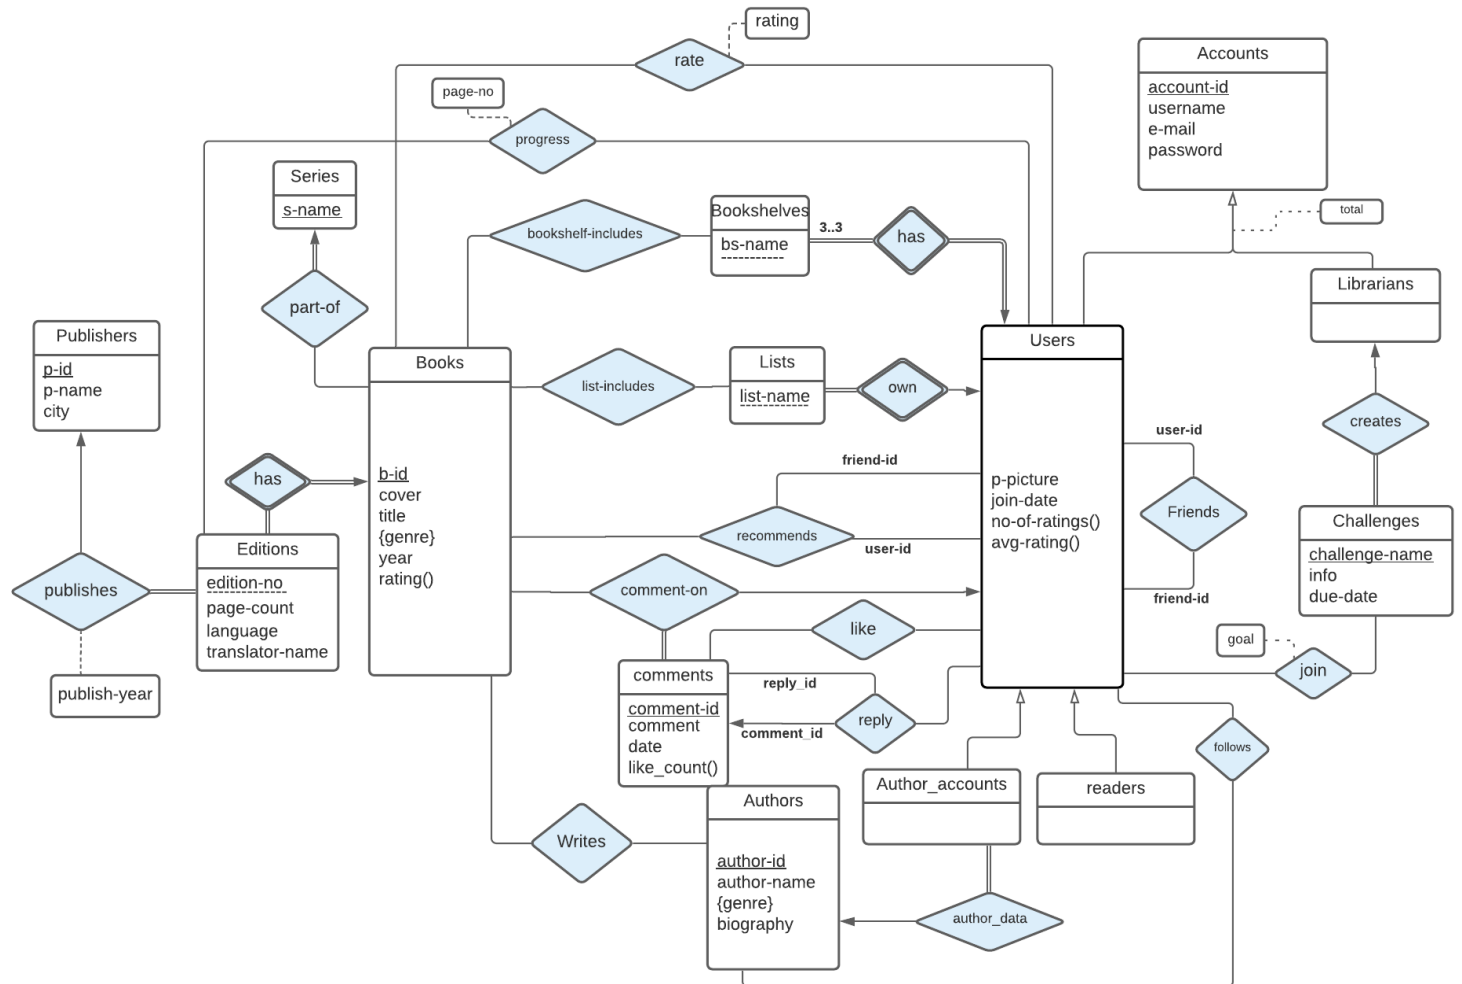 rating
rate
Accounts
account-id
username
e-mail
password
page-no
progress
Series
s-name
Bookshelves
bs-name
bookshelf-includes
3..3
has
total
Librarians
part-of
Publishers
p-id
p-name
city
Books
b-id
cover
title
{genre}
year
rating()
list-includes
Lists
list-name
own
Users
p-picture
join-date
no-of-ratings()
avg-rating()
creates
user-id
Friends
friend-id
friend-id
recommends
user-id
has
Editions
edition-no
page-count
language
translator-name
publishes
publish-year
Challenges
challenge-name
info
due-date
comment-on
like
goal
join
comments
comment-id
comment
date
like_count()
reply_id
reply
comment_id
follows
Author_accounts
readers
Authors
author-id
author-name
{genre}
biography
Writes
author_data